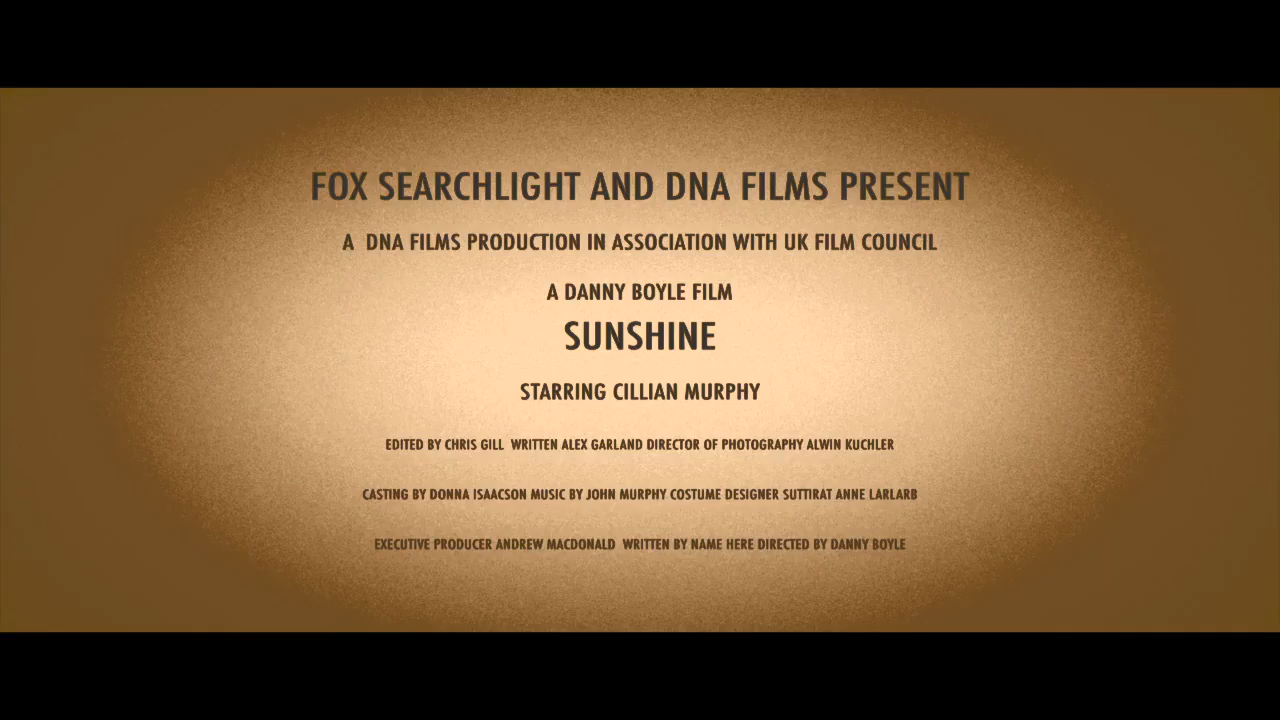 FOX SEARCHLIGHT AND DNA FILMS PRESENT
A DNA FILMS PRODUCTION IN ASSOCIATION WITH UK FILM COUNCIL
A DANNY BOYLE FILM
SUNSHINE
STARRING CILLIAN MURPHY
EDITED BY CHRIS GILL WRITTEN ALEX GARLAND DIRECTOR OF PHOTOGRAPHY ALWIN KUCHLER
CASTING BY DONNA ISAACSON MUSIC BY JOHN MURPHY COSTUME DESIGNER SUTTIRAT ANNE LARLARB
EXECUTIVE PRODUCER ANDREW MACDONALD WRITTEN BY NAME HERE DIRECTED BY DANNY BOYLE